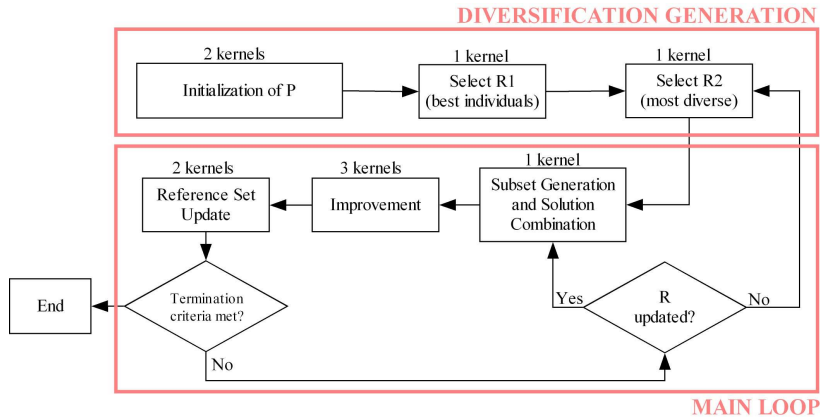 DIVERSIFICATION GENERATION
2 kernels
Initialization of P
1 kernel
Select R1
(best individuals)
1 kernel
Select R2
(most diverse)
2 kernels
Reference Set
Update
3 kernels
Improvement
1 kernel
Subset Generation
and Solution
Combination
End
Termination
criteria met?
No
Yes
R
updated?
No
MAIN LOOP